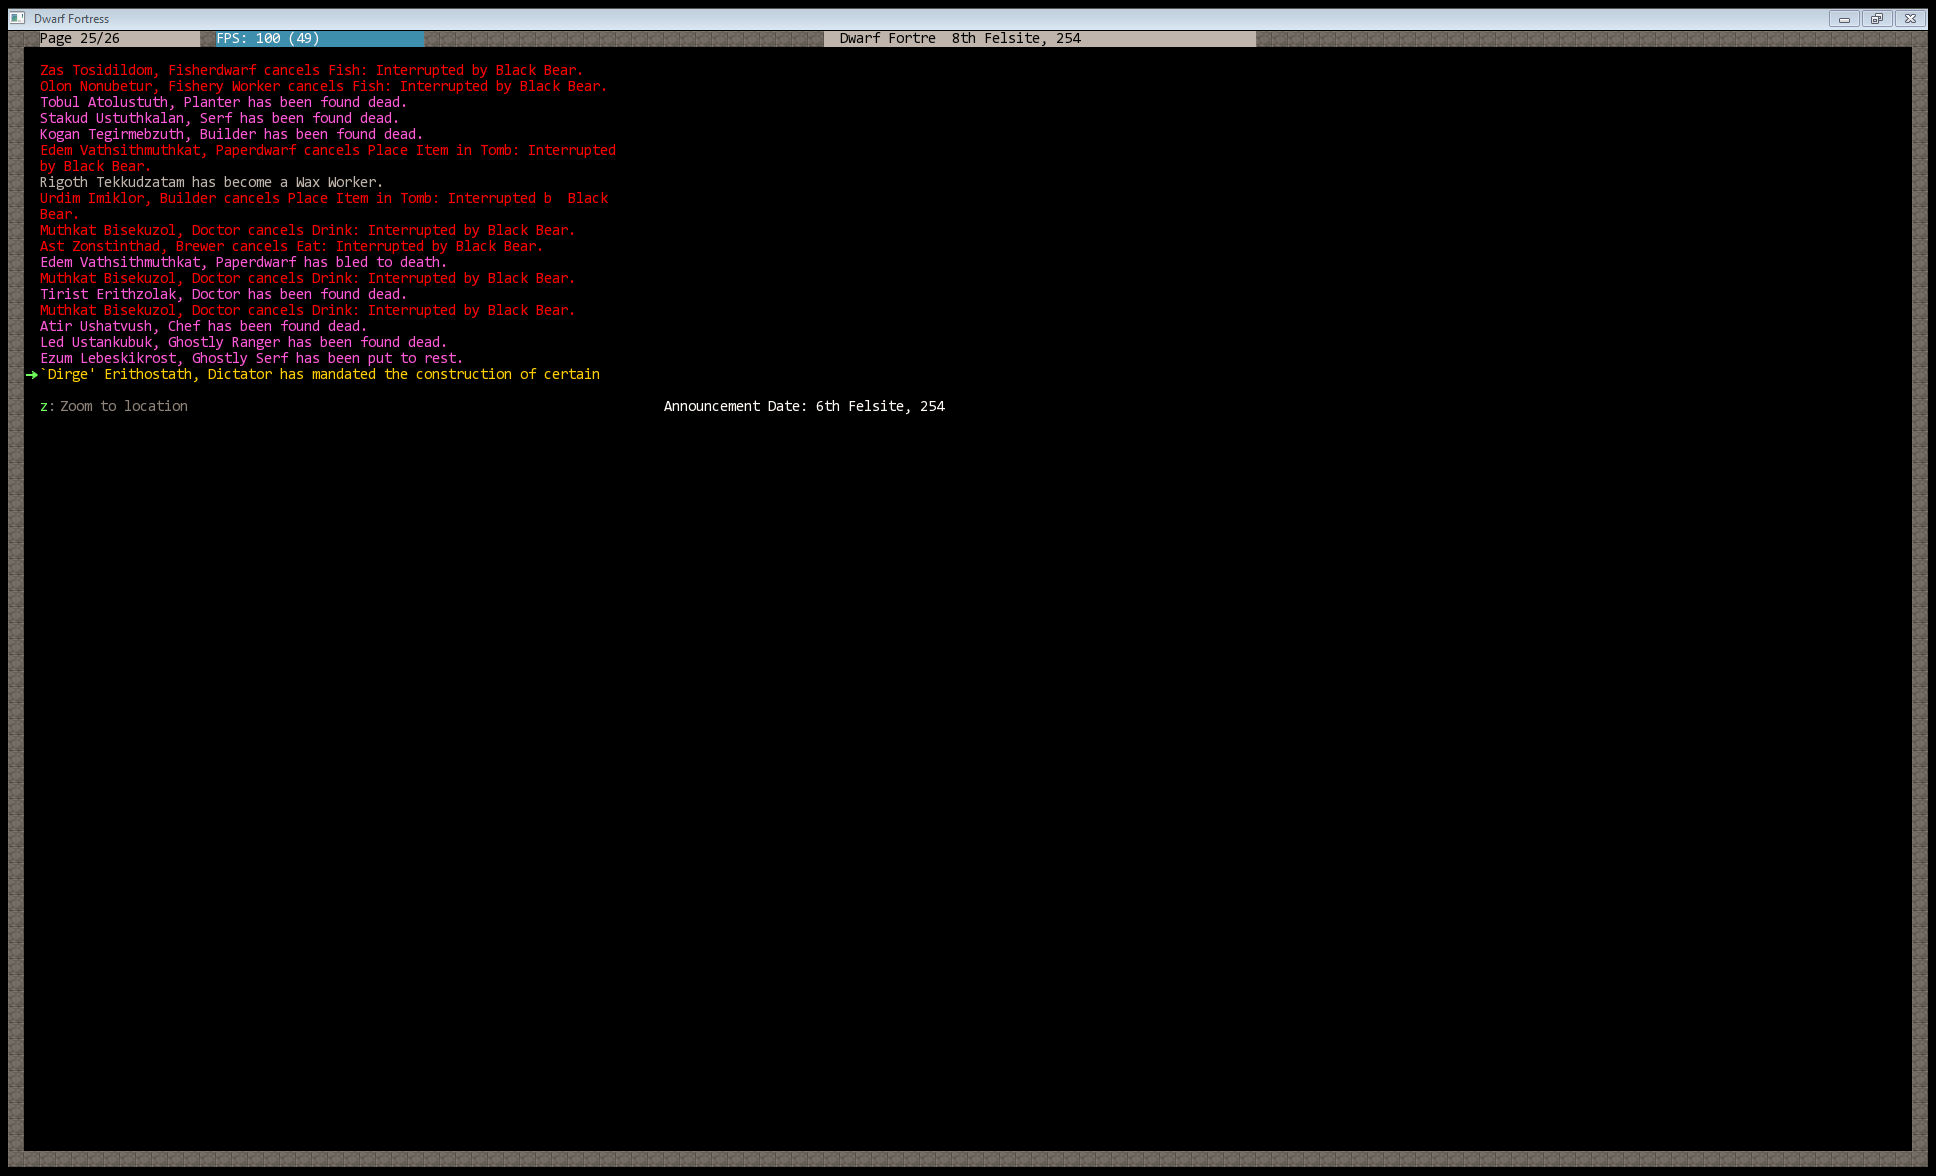 Dwarf Fortress
Page 25/26 FPS: 100 (49) Dwarf Fortre 8th Felsite, 254
Zas Tosidildom, Fisherdwarf cancels Fish: Interrupted by Black Bear.
Olon Nonubetur, Fishery Worker cancels Fish: Interrupted by Black Bear.
Tobul Atolustuth, Planter has been found dead.
Stakud Ustuthkalan, Serf has been found dead.
Kogan Tegirmebzuth, Builder has been found dead.
Edem Vathsithmuthkat, Paperdwarf cancels Place Item in Tomb: Interrupted
by Black Bear.
Rigoth Tekkudzatam has become a Wax Worker.
Urdim Imiklor, Builder cancels Place Item in Tomb: Interrupted b Black
Bear.
Muthkat Bisekuzol, Doctor cancels Drink: Interrupted by Black Bear.
Ast Zonstinthad, Brewer cancels Eat: Interrupted by Black Bear.
Edem Vathsithmuthkat, Paperdwarf has bled to death.
Muthkat Bisekuzol, Doctor cancels Drink: Interrupted by Black Bear.
Tirist Erithzolak, Doctor has been found dead.
Muthkat Bisekuzol, Doctor cancels Drink: Interrupted by Black Bear.
Atir Ushatvush, Chef has been found dead.
Led Ustankubuk, Ghostly Ranger has been found dead.
Ezum Lebeskikrost, Ghostly Serf has been put to rest.
`Dirge' Erithostath, Dictator has mandated the construction of certain
z: Zoom to location Announcement Date: 6th Felsite, 254